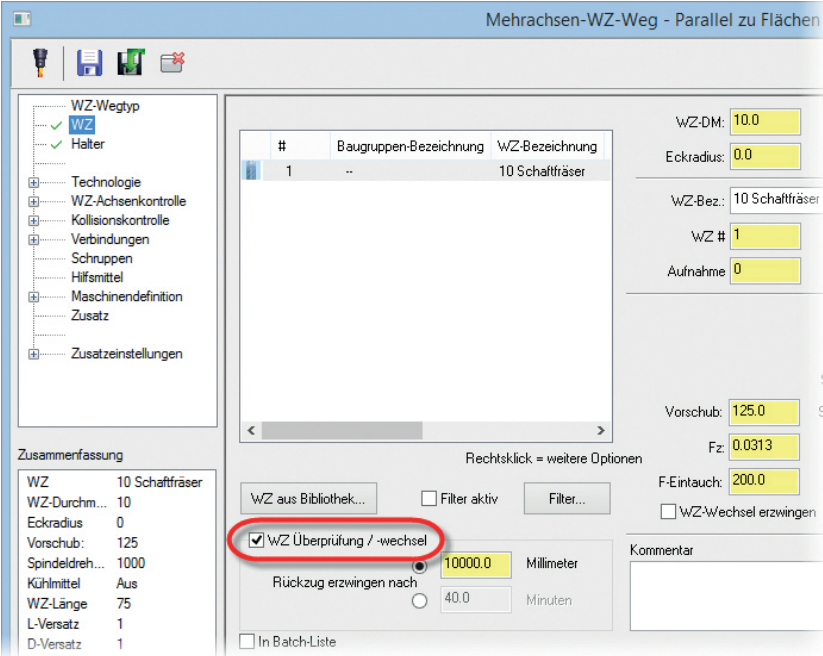 Mehrachsen-WZ-Weg - Parallel zu Flächen
WZ-Wegtyp
WZ
Halter
Technologie
WZ-Achsenkontrolle
Kollisionskontrolle
Verbindungen
Schruppen
Hilfsmittel
Maschinendefinition
Zusatz
Zusatzeinstellungen
# Baugruppen-Bezeichnung WZ-Bezeichnung
1 -- 10 Schaftfräser
Rechtsklick = weitere Optionen
WZ aus Bibliothek... Filter aktiv Filter...
WZ Überprüfung / -wechsel
Rückzug erzwingen nach
10000.0 Millimeter
40.0 Minuten
In Batch-Liste
WZ-DM: 10.0
Eckradius: 0.0
WZ-Bez.: 10 Schaftfräser
WZ # 1
Aufnahme 0
Vorschub: 125.0
Fz: 0.0313
F-Eintauch: 200.0
WZ-Wechsel erzwingen
Kommentar
Zusammenfassung
WZ 10 Schaftfräser
WZ-Durchm... 10
Eckradius 0
Vorschub: 125
Spindeldreh... 1000
Kühlmittel Aus
WZ-Länge 75
L-Versatz 1
D-Versatz 1